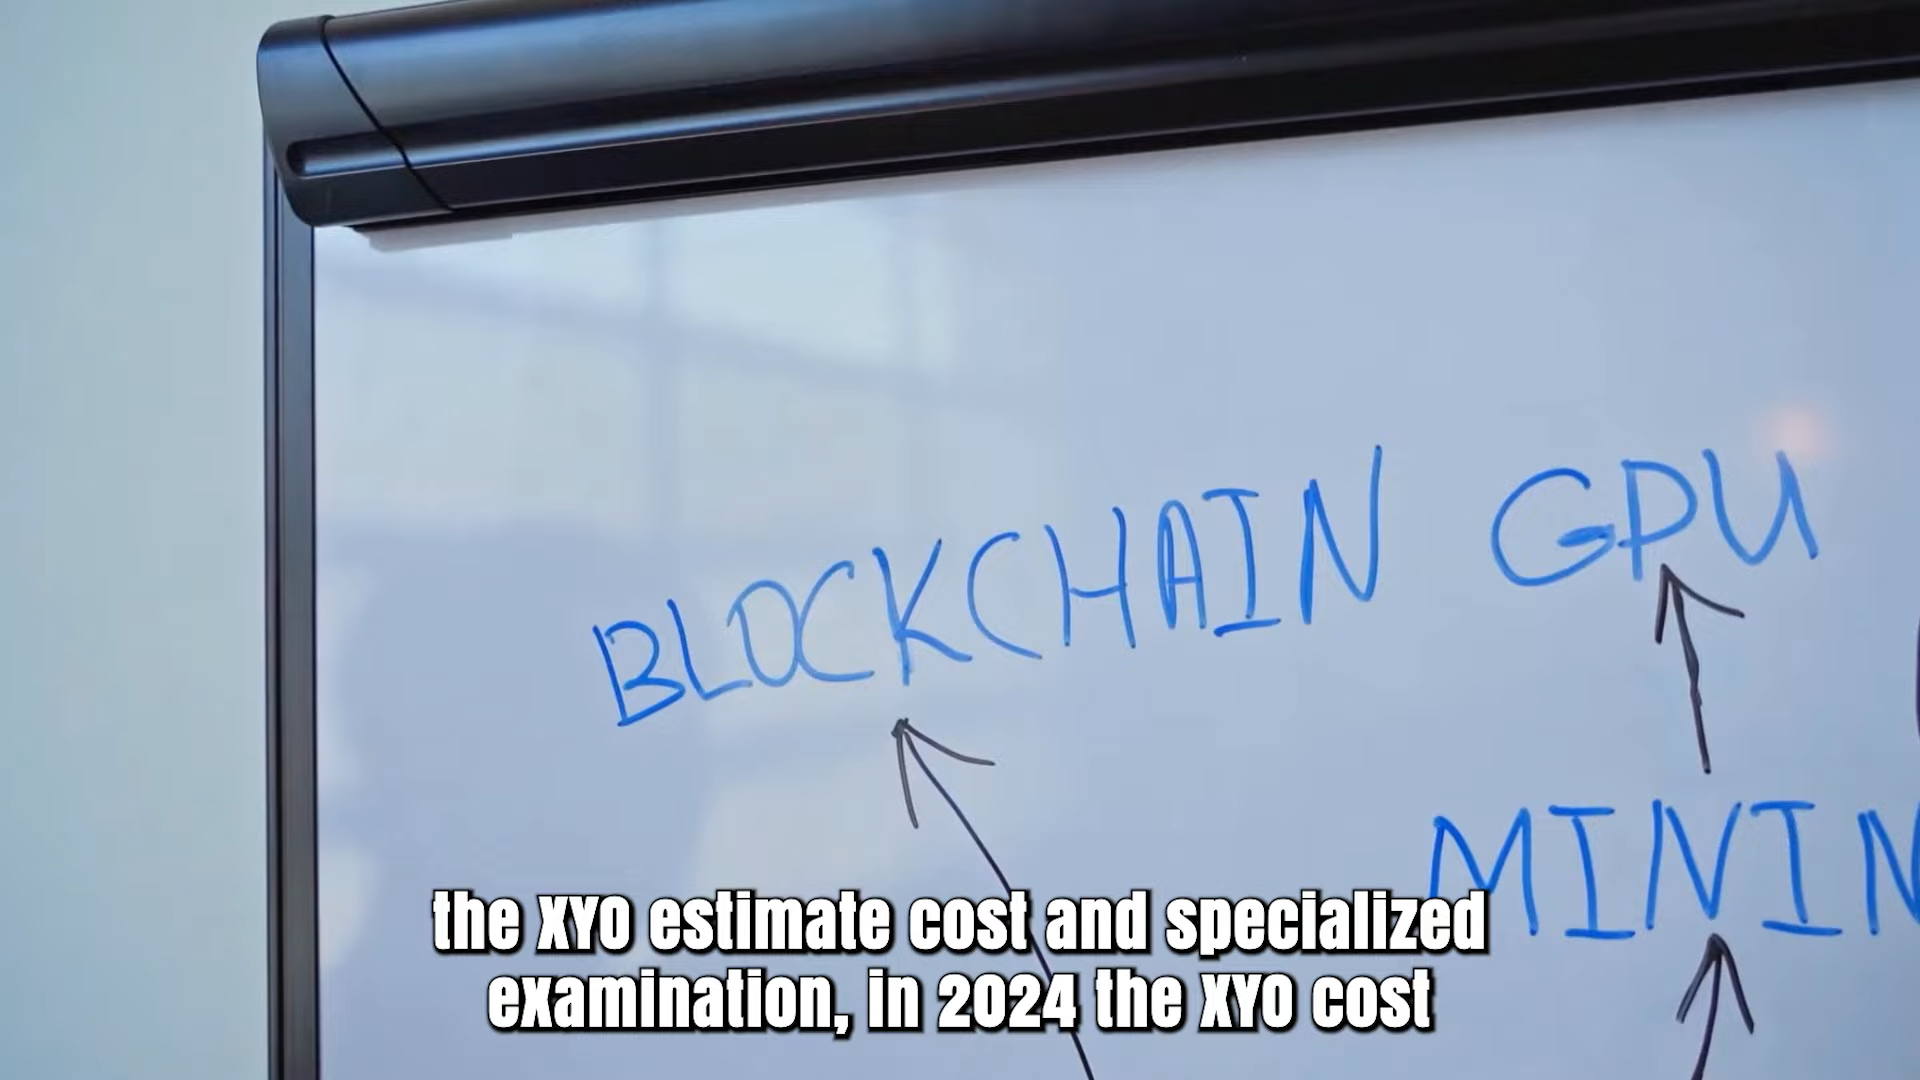 BLOCKCHAIN GPU
MININ
the XYO estimate cost and specialized
examination, in 2024 the XYO cost